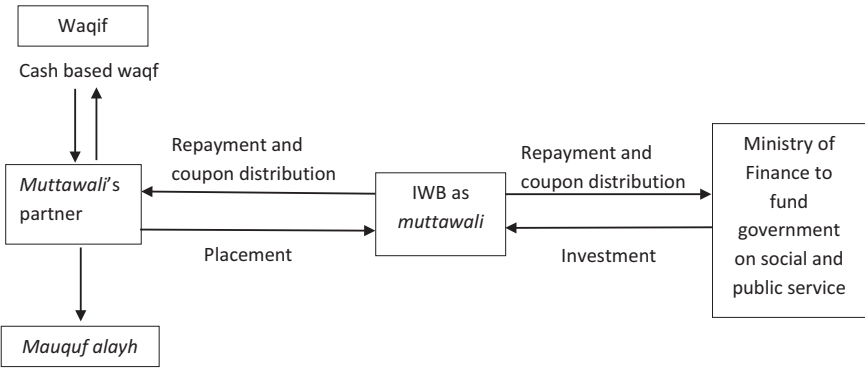 Waqif
Cash based waqf
Muttawali's
partner
Repayment and
coupon distribution
Placement
IWB as
muttawali
Repayment and
coupon distribution
Investment
Ministry of
Finance to
fund
government
on social and
public service
Mauquf alayh